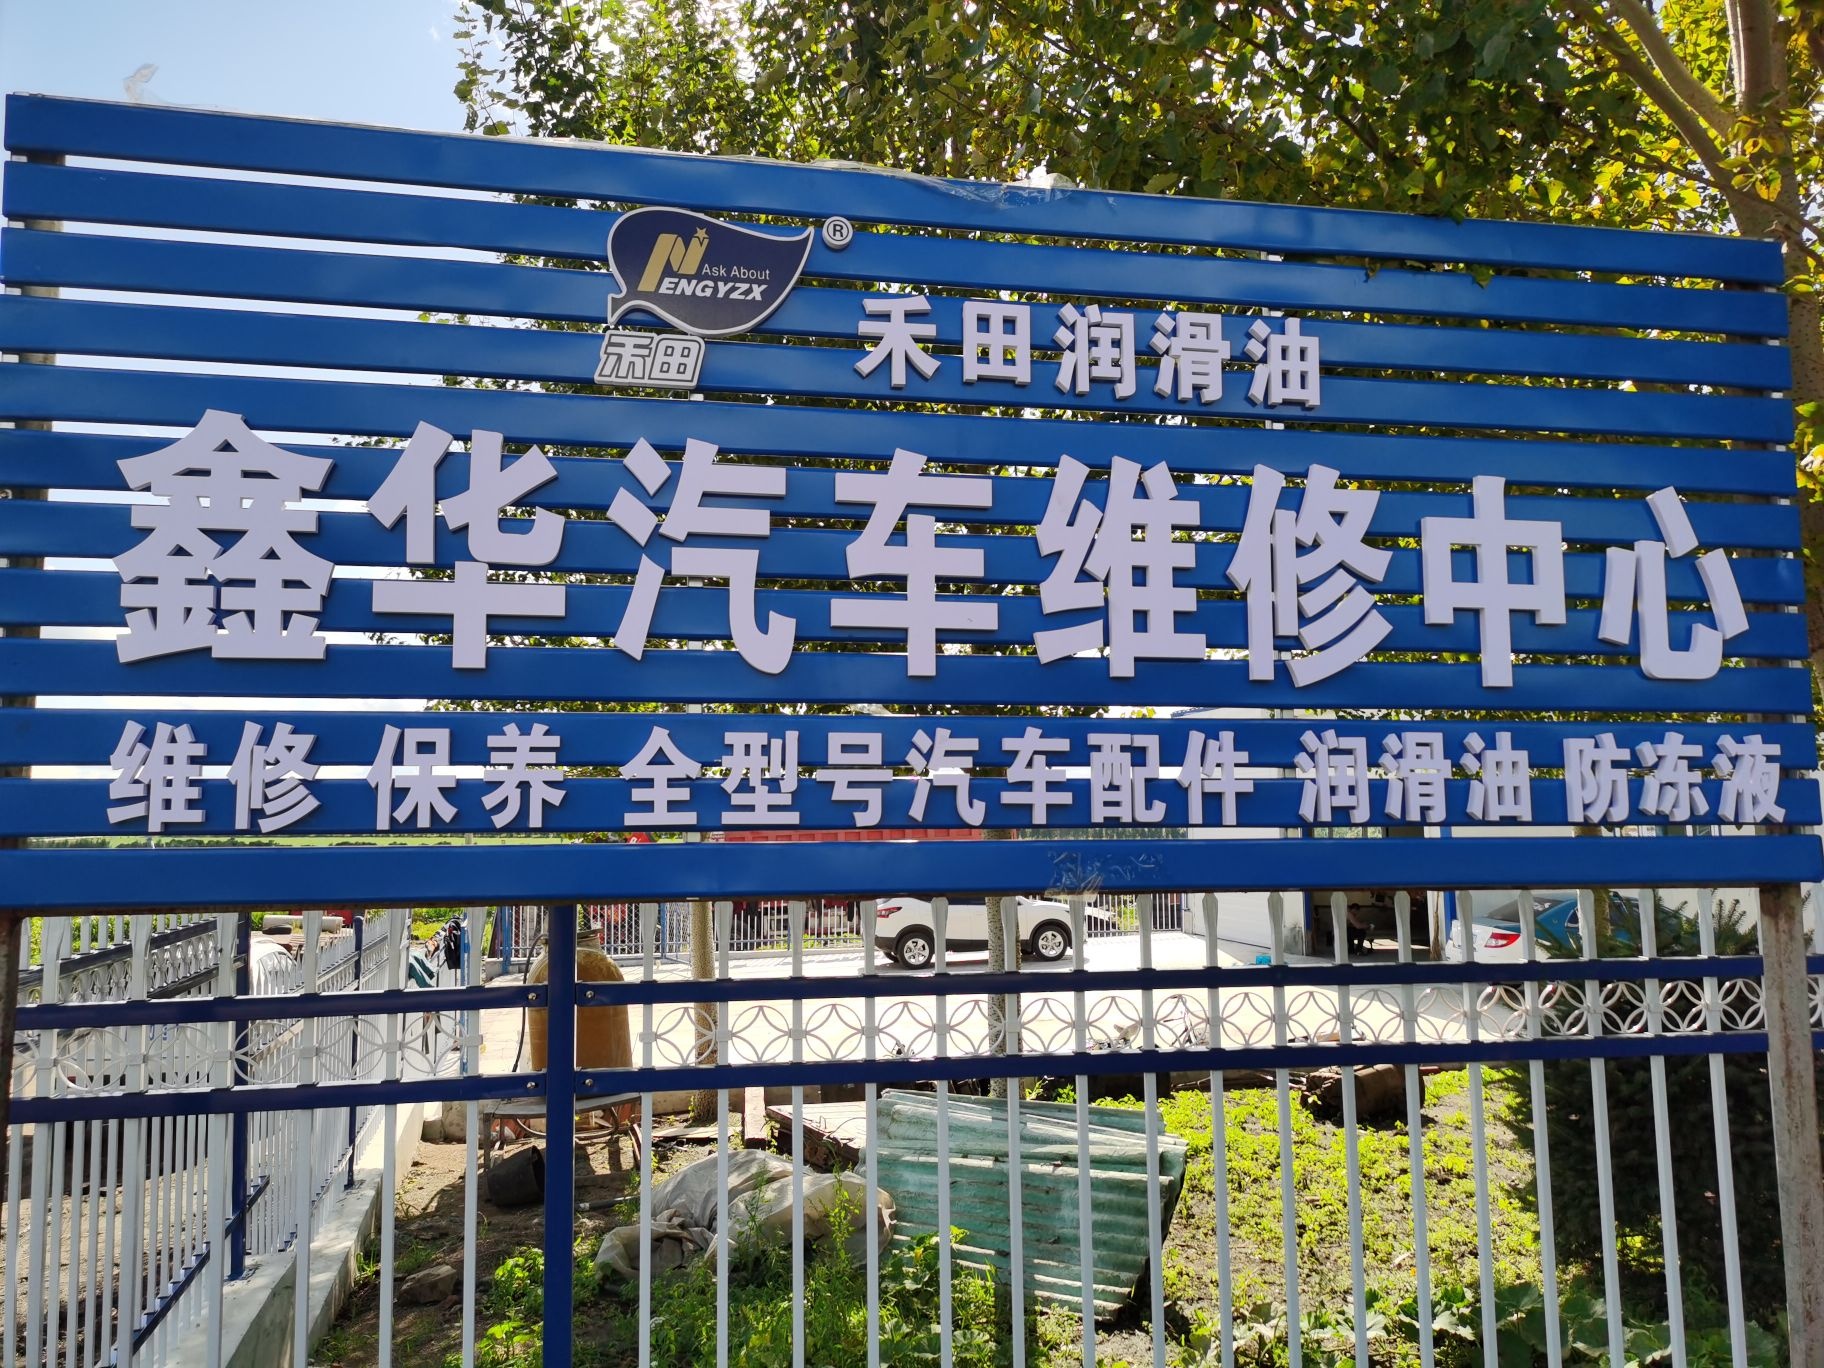 Ask About
PENGYZX
®
禾田
禾田润滑油
鑫华汽车维修中心
维修 保养 全型号汽车配件 润滑油 防冻液